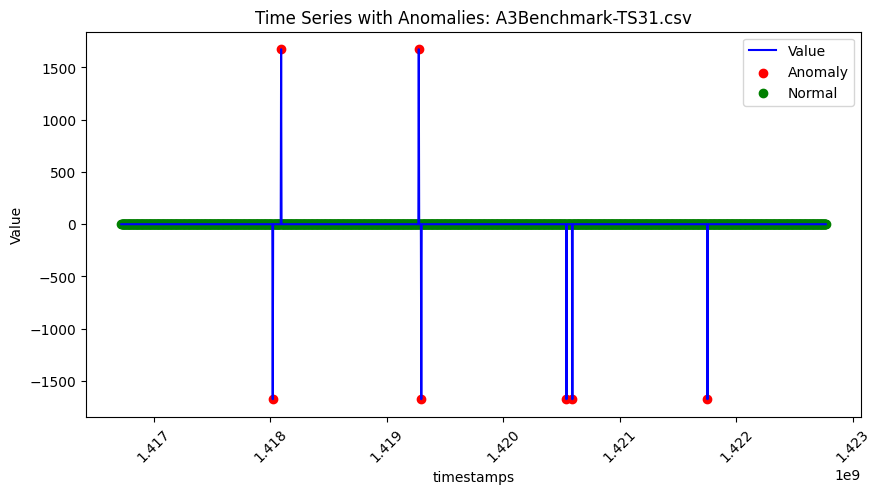 Time Series with Anomalies: A3Benchmark-TS31.csv
Value
Anomaly
Normal
1500
1000
500
0
−500
−1000
−1500
Value
1.417
1.418
1.419
1.420
1.421
1.422
1.423
1e9
timestamps